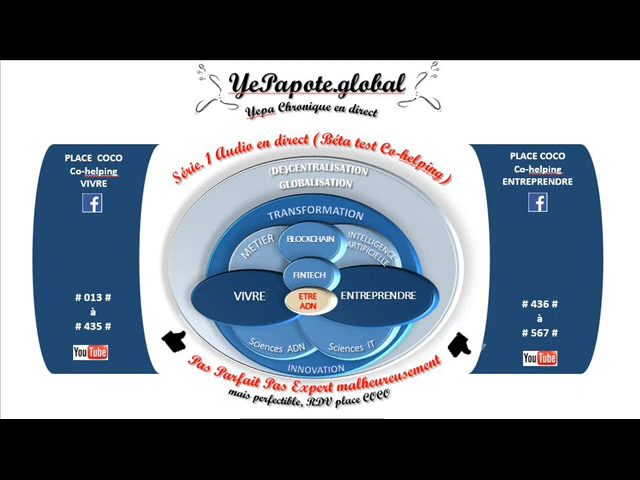 YePapote.global
Yepa Chronique en direct
Série, 1 Audio en direct (Béta test Co-helping)
PLACE COCO
Co-helping
VIVRE
# 013 #
à
# 435 #
YouTube
(DE)CENTRALISATION
GLOBALISATION
TRANSFORMATION
METIER
BLOCKCHAIN
INTELLIGENCE
ARTIFICIELLE
FINTECH
VIVRE
ETRE
ADN
ENTREPRENDRE
Sciences ADN
Sciences IT
INNOVATION
Pas Parfait Pas Expert malheureusement
mais perfectible, RDV place COCO
PLACE COCO
Co-helping
ENTREPRENDRE
# 436 #
à
# 567 #
YouTube